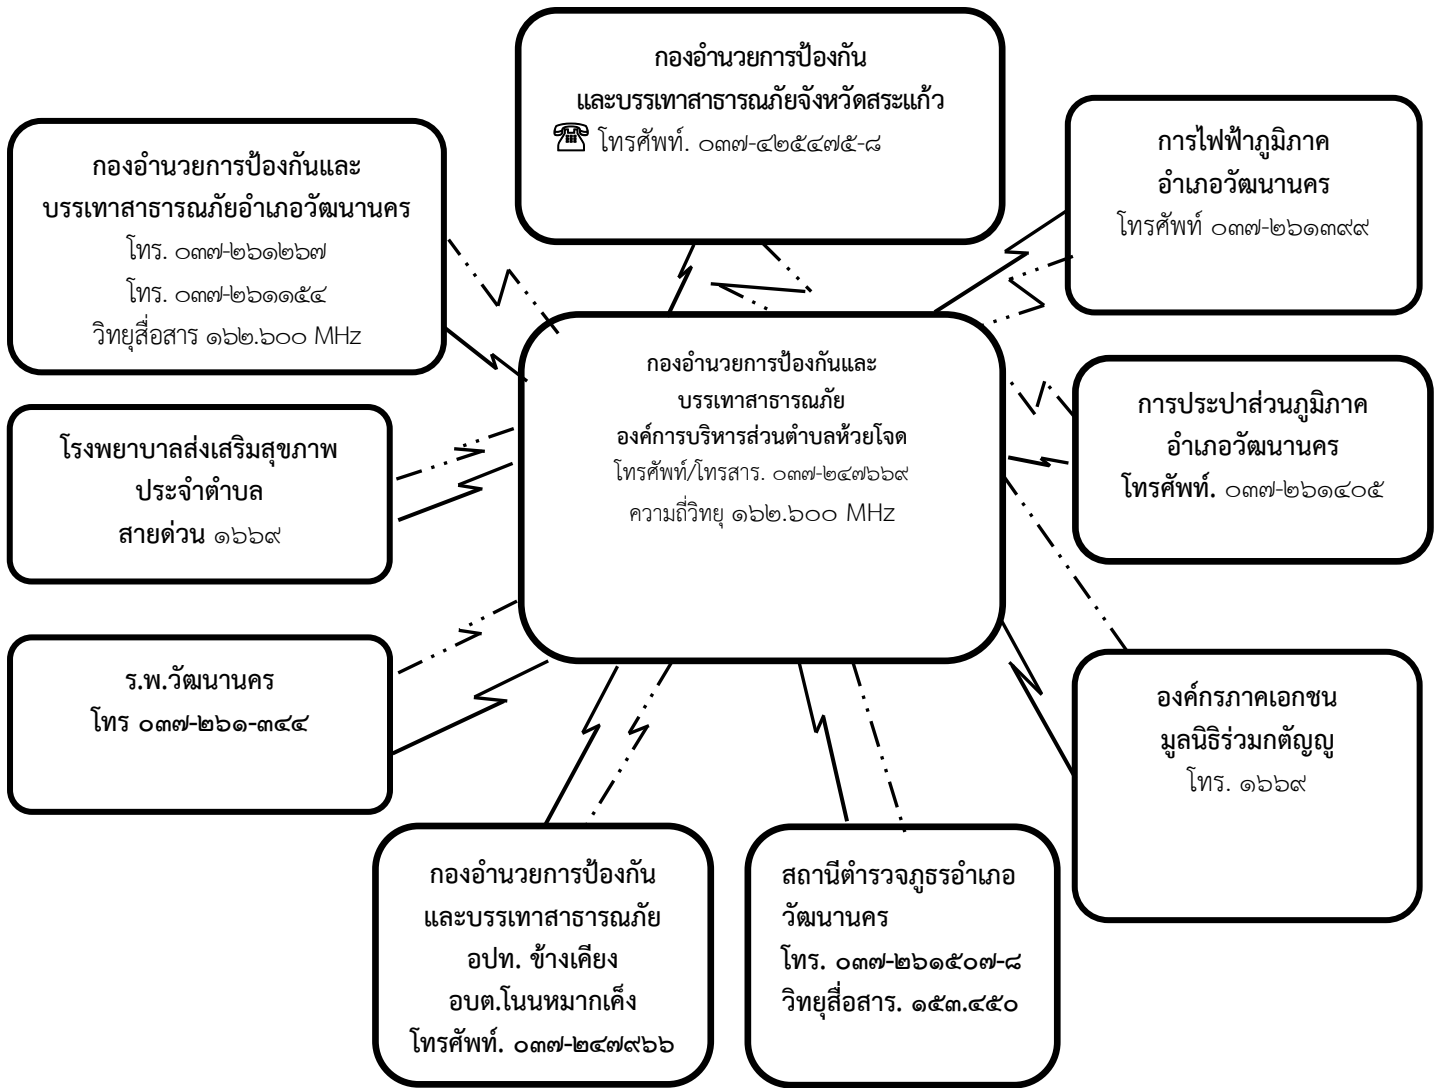 กองอำนวยการป้องกัน
และบรรเทาสาธารณภัยจังหวัดสระแก้ว
☎ โทรศัพท์. ๐๓๗-๔๒๕๔๗๕-๘
กองอำนวยการป้องกันและ
บรรเทาสาธารณภัยอำเภอวัฒนานคร
โทร. ๐๓๗-๒๖๑๒๖๗
โทร. ๐๓๗-๒๖๑๑๕๔
วิทยุสื่อสาร ๑๖๒.๖๐๐ MHz
การไฟฟ้าภูมิภาค
อำเภอวัฒนานคร
โทรศัพท์ ๐๓๗-๒๖๑๓๙๙
กองอำนวยการป้องกันและ
บรรเทาสาธารณภัย
องค์การบริหารส่วนตำบลห้วยโจด
โทรศัพท์/โทรสาร. ๐๓๗-๒๔๗๖๖๙
ความถี่วิทยุ ๑๖๒.๖๐๐ MHz
โรงพยาบาลส่งเสริมสุขภาพ
ประจำตำบล
สายด่วน ๑๖๖๙
การประปาส่วนภูมิภาค
อำเภอวัฒนานคร
โทรศัพท์. ๐๓๗-๒๖๑๔๐๕
ร.พ.วัฒนานคร
โทร ๐๓๗-๒๖๑-๓๔๔
องค์กรภาคเอกชน
มูลนิธิร่วมกตัญญู
โทร. ๑๖๖๙
กองอำนวยการป้องกัน
และบรรเทาสาธารณภัย
อปท. ข้างเคียง
อบต.โนนหมากเค็ง
โทรศัพท์. ๐๓๗-๒๔๗๙๖๖
สถานีตำรวจภูธรอำเภอ
วัฒนานคร
โทร. ๐๓๗-๒๖๑๕๐๗-๘
วิทยุสื่อสาร. ๑๕๓.๔๕๐